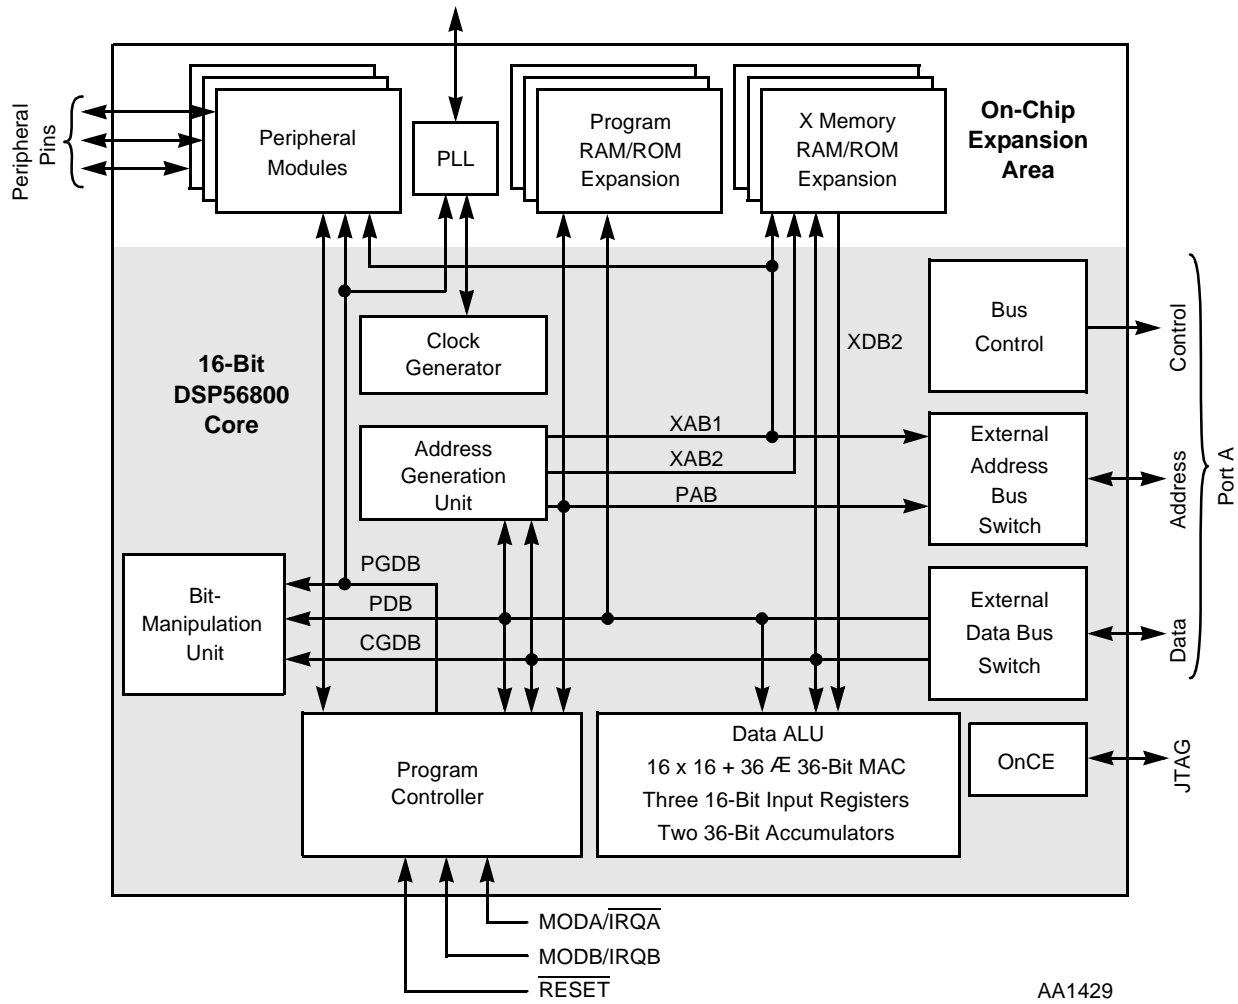 Peripheral
Pins
Peripheral
Modules
PLL
Program
RAM/ROM
Expansion
X Memory
RAM/ROM
Expansion
On-Chip
Expansion
Area
16-Bit
DSP56800
Core
Clock
Generator
XDB2
Bus
Control
Control
Address
Generation
Unit
XAB1
XAB2
PAB
External
Address
Bus
Switch
Address
Port A
Bit-
Manipulation
Unit
PGDB
PDB
CGDB
External
Data Bus
Switch
Data
Program
Controller
Data ALU
16 x 16 + 36 Æ 36-Bit MAC
Three 16-Bit Input Registers
Two 36-Bit Accumulators
OnCE
JTAG
MODA/I̅R̅Q̅A̅
MODB/IRQB
R̅E̅S̅E̅T̅
AA1429